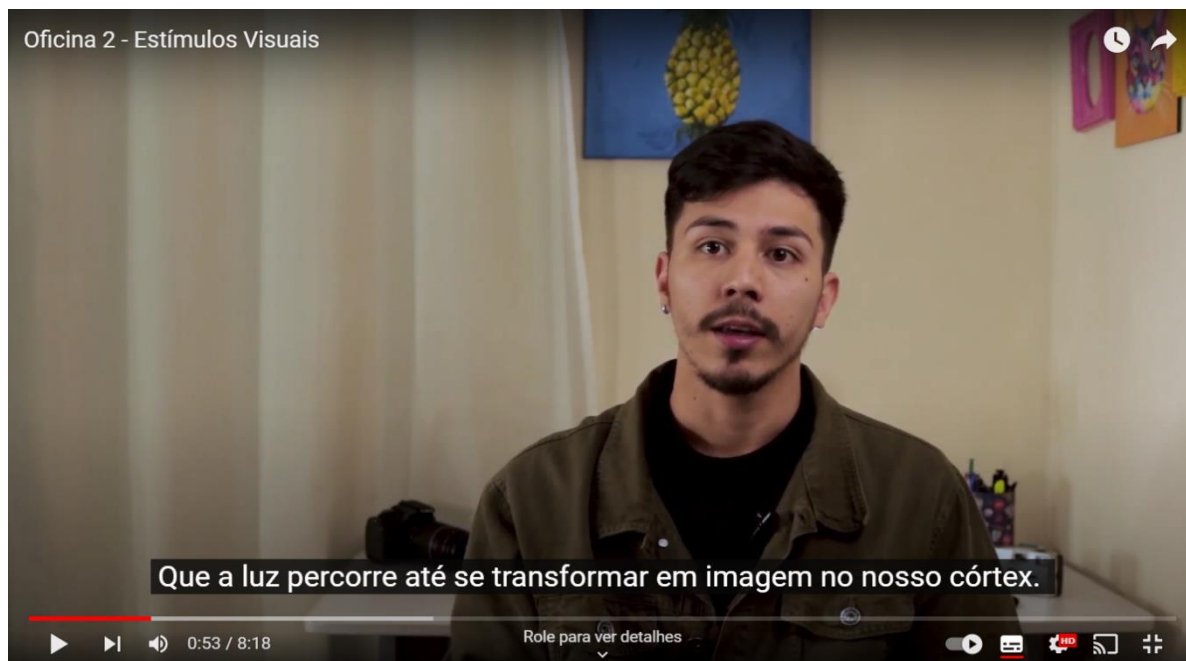 Oficina 2 - Estímulos Visuais
Que a luz percorre até se transformar em imagem no nosso córtex.
0:53 / 8:18
Role para ver detalhes
HD